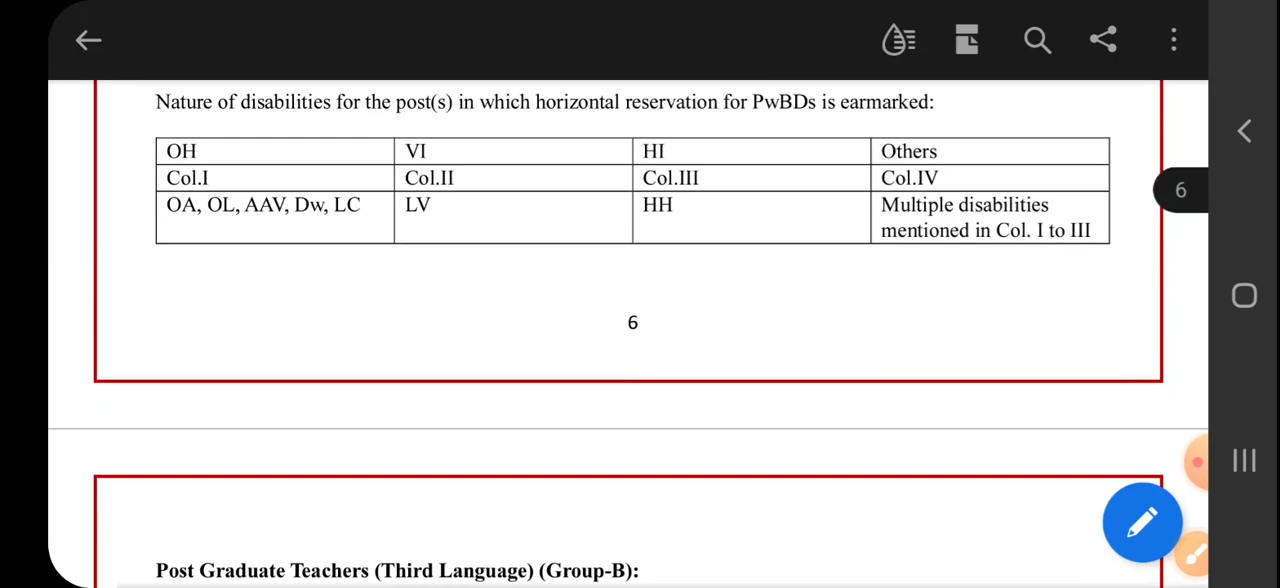 Nature of disabilities for the post(s) in which horizontal reservation for PwBDs is earmarked:
OH VI HI Others
Col.I Col.II Col.III Col.IV
OA, OL, AAV, Dw, LC LV HH Multiple disabilities
mentioned in Col. I to III
6
6
Post Graduate Teachers (Third Language) (Group-B):